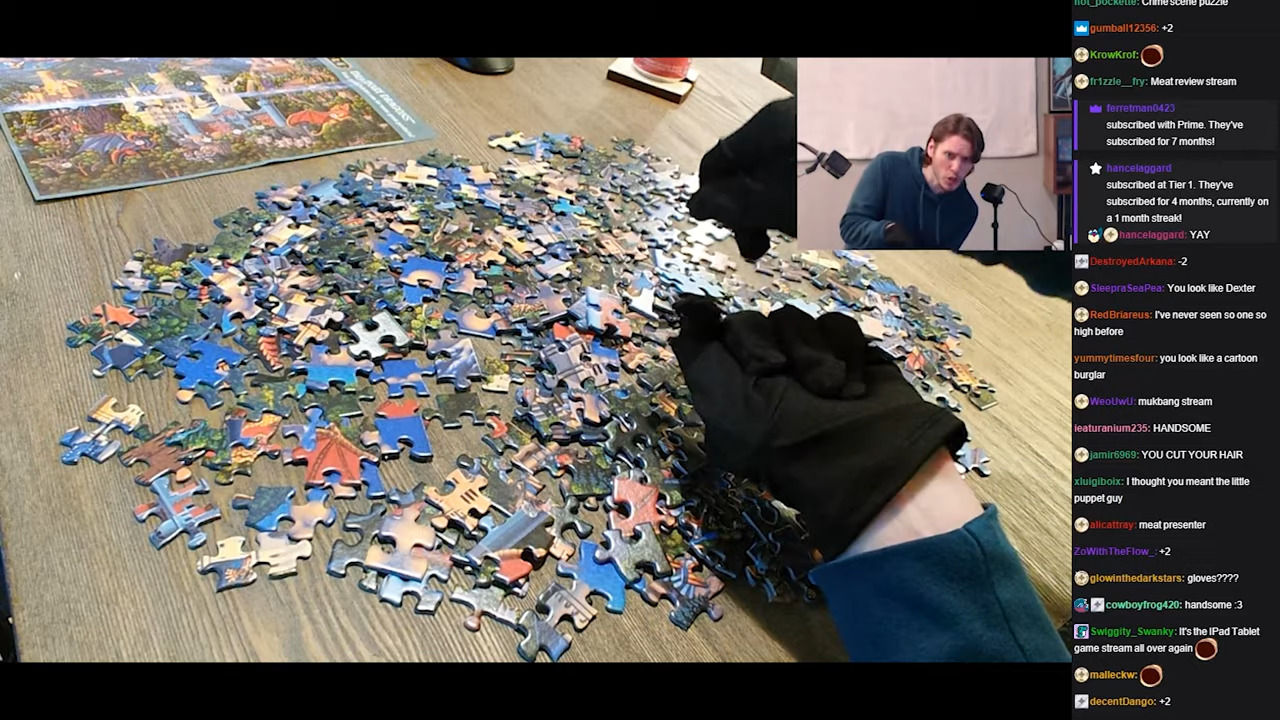 hot_pockette: Crime scene puzzle
gumball12356: +2
KrowKrof:
fr1zzle__fry: Meat review stream
ferretman0423
subscribed with Prime. They've
subscribed for 7 months!
hancelaggard
subscribed at Tier 1. They've
subscribed for 4 months, currently on
a 1 month streak!
hancelaggard: YAY
DestroyedArkana: -2
SleepraSeaPea: You look like Dexter
RedBriareus: I've never seen so one so
high before
yummytimesfour: you look like a cartoon
burglar
WeoUwU: mukbang stream
ieaturanium235: HANDSOME
jamir6969: YOU CUT YOUR HAIR
xluigiboix: I thought you meant the little
puppet guy
alicattray: meat presenter
ZoWithTheFlow_: +2
glowinthedarkstars: gloves????
cowboyfrog420: handsome :3
Swiggity_Swanky: It's the IPad Tablet
game stream all over again
malleckw:
decentDango: +2